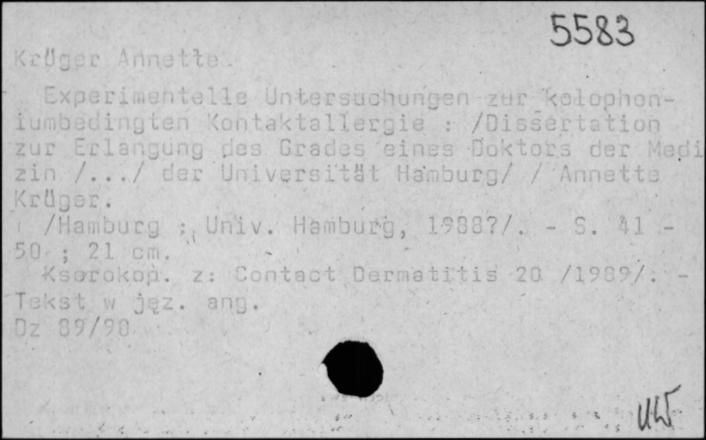 5583
Krüger Annette.
Experimentelle Untersuchungen zur kolophon-
iumbedingten Kontaktallergie : /Dissertation
zur Erlangung des Grades eines Doktors der Medi
zin /.../ der Universität Hamburg/ / Annette
Krüger.
/Hamburg : Univ. Hamburg, 1988?/. - S. 41 -
50 ; 21 cm.
Kserokop. z: Contact Dermatitis 20 /1989/. -
Tekst w jęz. ang.
Dz 89/90